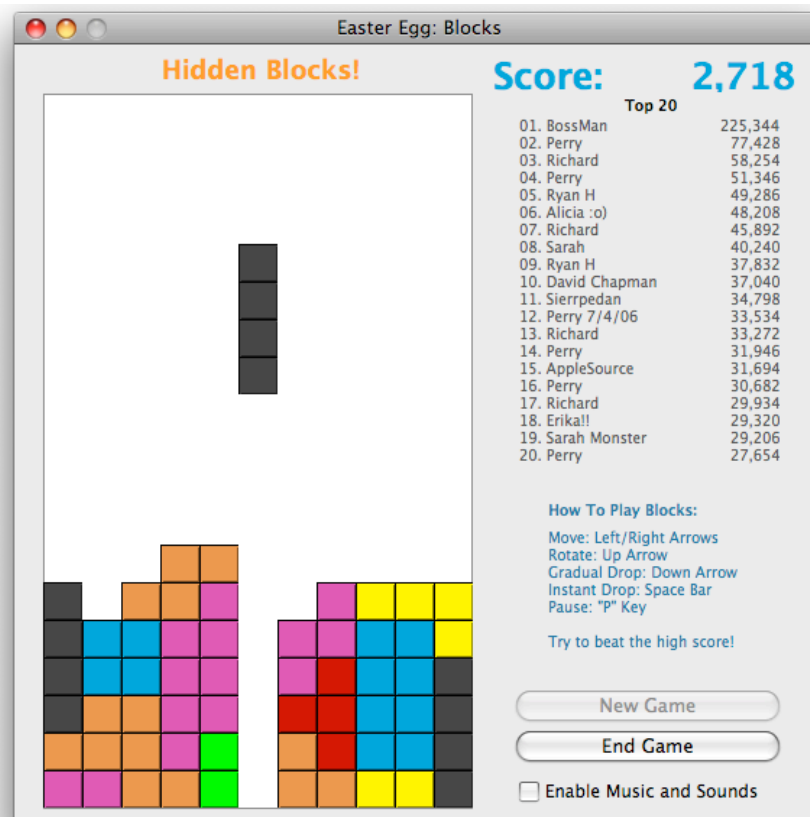 Easter Egg: Blocks
Hidden Blocks!
Score: 2,718
Top 20
01. BossMan 225,344
02. Perry 77,428
03. Richard 58,254
04. Perry 51,346
05. Ryan H 49,286
06. Alicia :o) 48,208
07. Richard 45,892
08. Sarah 40,240
09. Ryan H 37,832
10. David Chapman 37,040
11. Sierrpedan 34,798
12. Perry 7/4/06 33,534
13. Richard 33,272
14. Perry 31,946
15. AppleSource 31,694
16. Perry 30,682
17. Richard 29,934
18. Erika!! 29,320
19. Sarah Monster 29,206
20. Perry 27,654
How To Play Blocks:
Move: Left/Right Arrows
Rotate: Up Arrow
Gradual Drop: Down Arrow
Instant Drop: Space Bar
Pause: "P" Key
Try to beat the high score!
New Game
End Game
Enable Music and Sounds